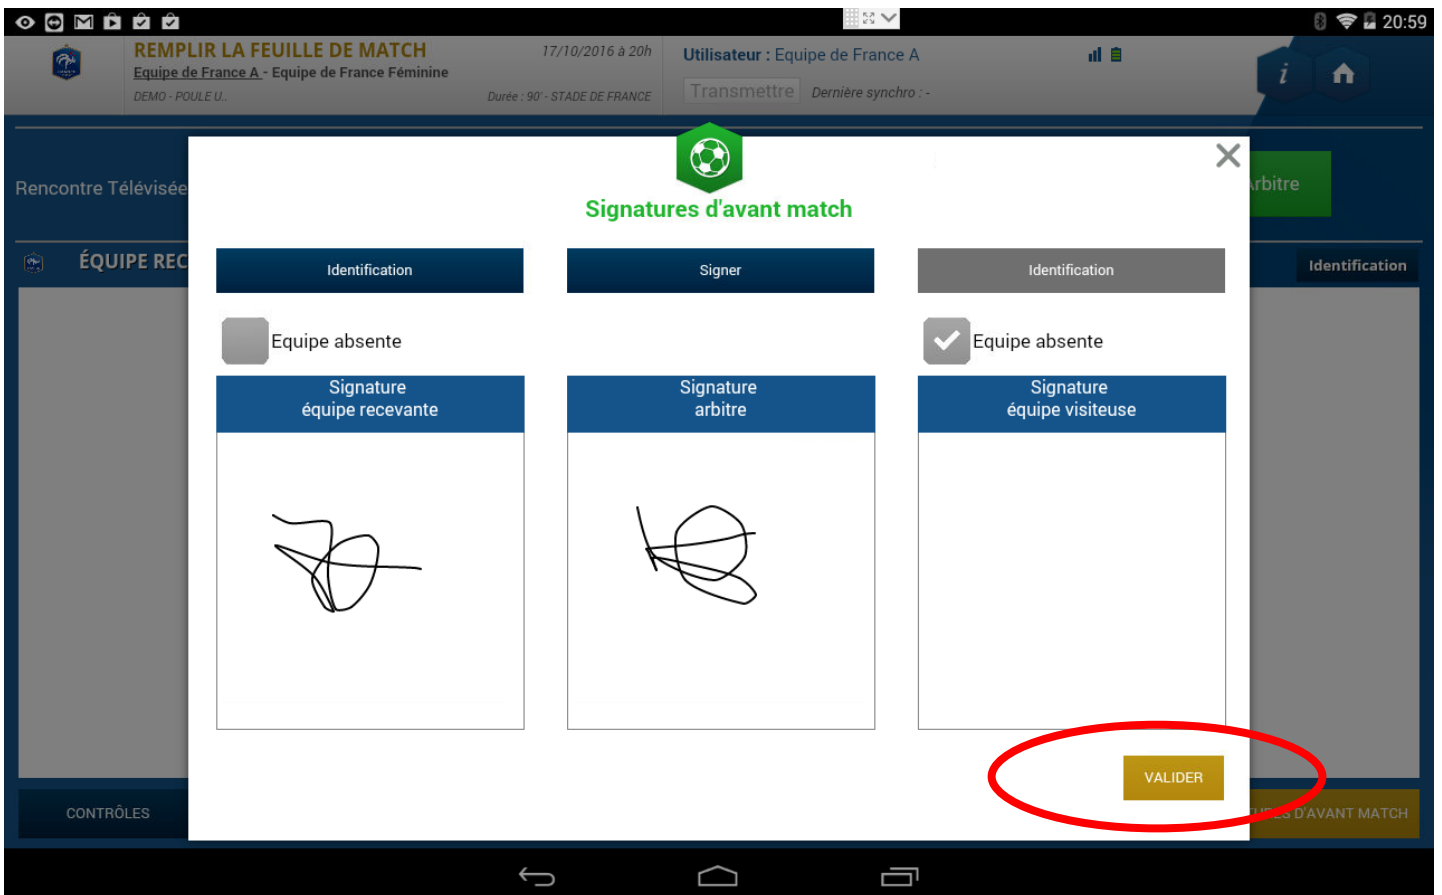 20:59
REMPLIR LA FEUILLE DE MATCH
17/10/2016 à 20h
Equipe de France A - Equipe de France Féminine
DEMO - POULE U..
Durée : 90' - STADE DE FRANCE
Utilisateur : Equipe de France A
Transmettre Dernière synchro : -
i
Rencontre Télévisée
Arbitre
Signatures d'avant match
ÉQUIPE REC
Identification
Identification
Signer
Identification
Equipe absente
Equipe absente
Signature
équipe recevante
Signature
arbitre
Signature
équipe visiteuse
VALIDER
CONTRÔLES
D'AVANT MATCH